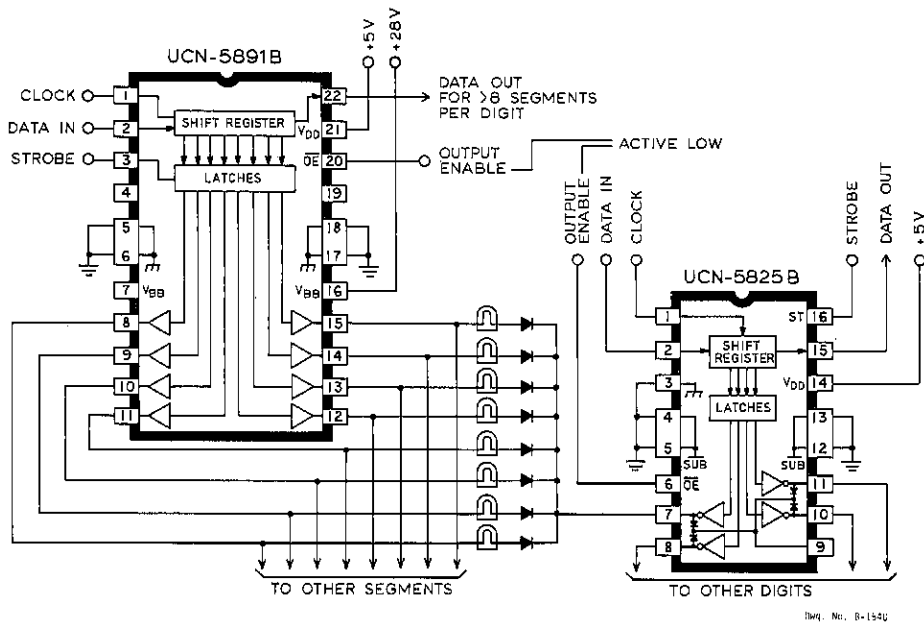 UCN-5891B
+5V
+28V
CLOCK
DATA IN
STROBE
1
2
3
4
5
6
7
8
9
10
11
SHIFT REGISTER
LATCHES
VDD
OE
VBB
VBB
22
21
20
19
18
17
16
15
14
13
12
DATA OUT
FOR >8 SEGMENTS
PER DIGIT
OUTPUT
ENABLE
ACTIVE LOW
TO OTHER SEGMENTS
OUTPUT
ENABLE
DATA IN
CLOCK
STROBE
DATA OUT
+5V
UCN-5825B
1
2
3
4
5
6
7
8
SHIFT
REGISTER
LATCHES
ST
VDD
SUB
SUB
OE
16
15
14
13
12
11
10
9
TO OTHER DIGITS
Dwg. No. B-1540